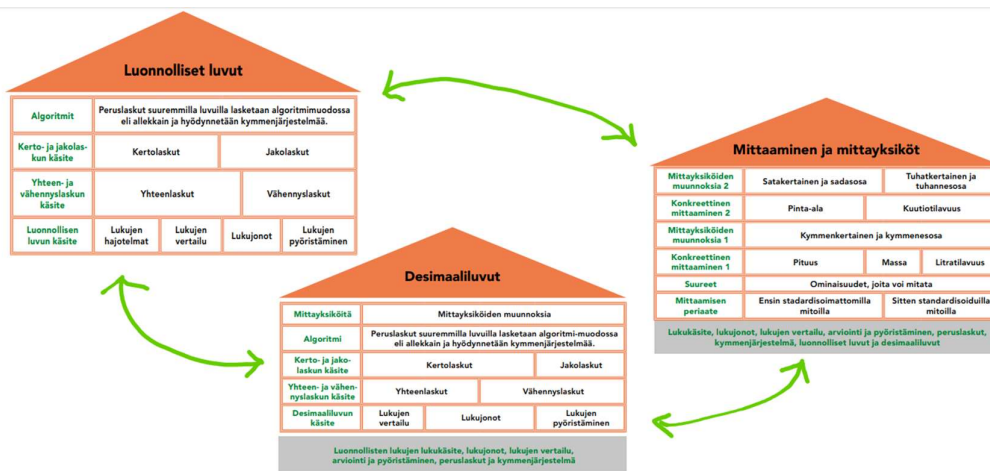 Luonnolliset luvut
Algoritmit
Peruslaskut suuremmilla luvuilla lasketaan algoritmimuodossa
eli allekkain ja hyödynnetään kymmenjärjestelmää.
Kerto- ja jakolas-
kun käsite
Kertolaskut
Jakolaskut
Yhteen- ja
vähennyslaskun
käsite
Yhteenlaskut
Vähennyslaskut
Luonnollisen
luvun käsite
Lukujen
hajotelmat
Lukujen
vertailu
Lukujonot
Lukujen
pyöristäminen
Desimaaliluvut
Mittayksiköitä
Mittayksiköiden muunnoksia
Algoritmi
Peruslaskut suuremmilla luvuilla lasketaan algoritmi-muodossa
eli allekkain ja hyödynnetään kymmenjärjestelmää.
Kerto- ja jako-
laskun käsite
Kertolaskut
Jakolaskut
Yhteen- ja vähen-
nyslaskun käsite
Yhteenlaskut
Vähennyslaskut
Desimaaliluvun
käsite
Lukujen
vertailu
Lukujonot
Lukujen
pyöristäminen
Luonnollisten lukujen lukukäsite, lukujonot, lukujen vertailu,
arviointi ja pyöristäminen, peruslaskut ja kymmenjärjestelmä
Mittaaminen ja mittayksiköt
Mittayksiköiden
muunnoksia 2
Satakertainen ja sadasosa
Tuhatkertainen ja
tuhannesosa
Konkreettinen
mittaaminen 2
Pinta-ala
Kuutiotilavuus
Mittayksiköiden
muunnoksia 1
Kymmenkertainen ja kymmenesosa
Konkreettinen
mittaaminen 1
Pituus
Massa
Litratilavuus
Suureet
Ominaisuudet, joita voi mitata
Mittaamisen
periaate
Ensin stadardisoimattomilla
mitoilla
Sitten standardisoiduilla
mitoilla
Lukukäsite, lukujonot, lukujen vertailu, arviointi ja pyöristäminen, peruslaskut,
kymmenjärjestelmä, luonnolliset luvut ja desimaaliluvut